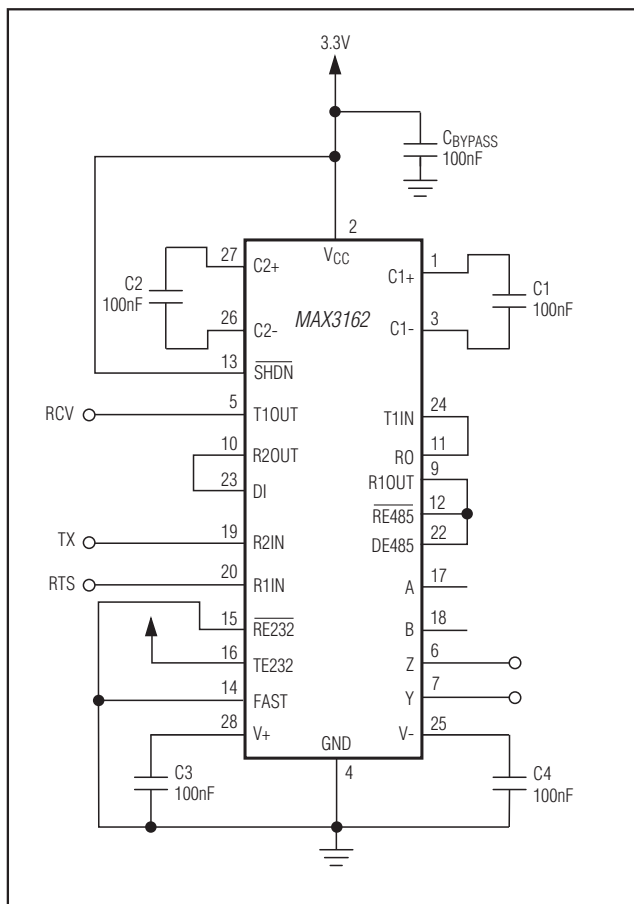 3.3V
CBYPASS
100nF
2
VCC
27
C2+
C2
100nF
26
C2-
13
SHDN
RCV
5
T1OUT
10
R2OUT
23
DI
TX
19
R2IN
RTS
20
R1IN
15
RE232
16
TE232
14
FAST
28
V+
C3
100nF
MAX3162
1
C1+
C1
100nF
3
C1-
24
T1IN
11
RO
9
R1OUT
12
RE485
22
DE485
17
A
18
B
6
Z
7
Y
25
V-
C4
100nF
GND
4